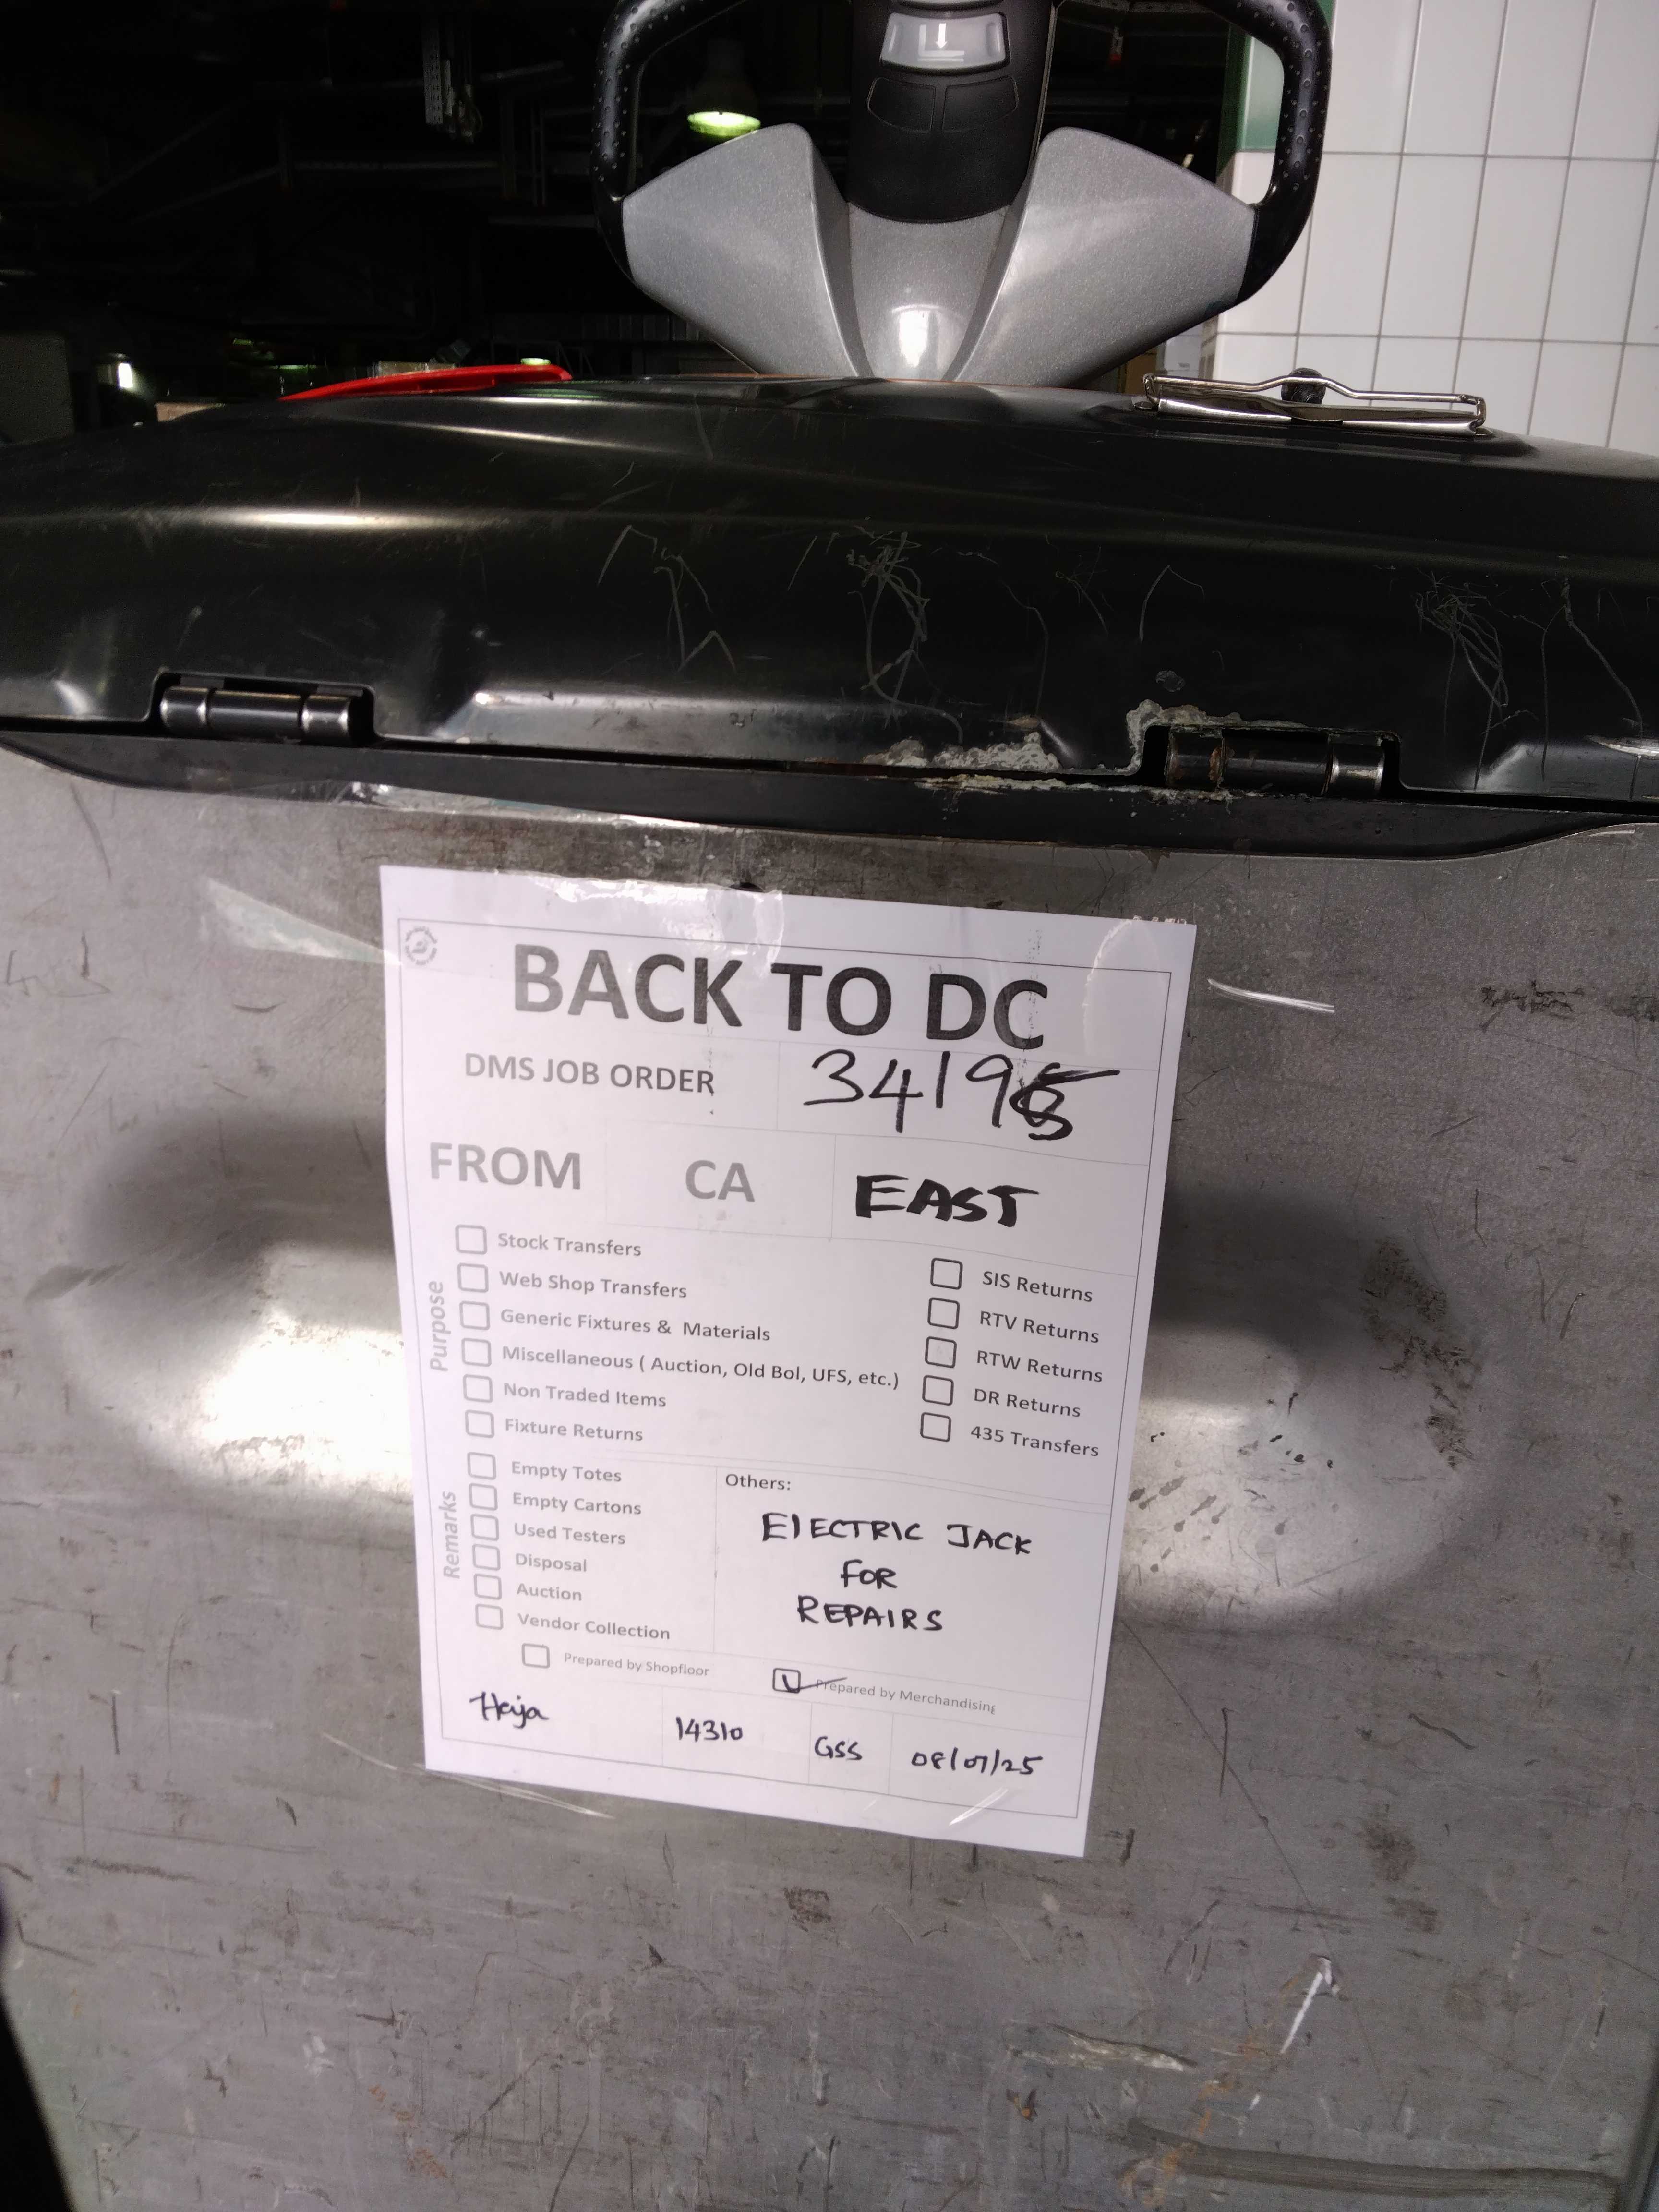 BACK TO DC
DMS JOB ORDER 34195
FROM CA EAST
Purpose
Stock Transfers
Web Shop Transfers
Generic Fixtures & Materials
Miscellaneous ( Auction, Old Bol, UFS, etc.)
Non Traded Items
Fixture Returns
SIS Returns
RTV Returns
RTW Returns
DR Returns
435 Transfers
Remarks
Empty Totes
Empty Cartons
Used Testers
Disposal
Auction
Vendor Collection
Others:
ElECTRIC JACK
FOR
REPAIRS
Prepared by Shopfloor
Prepared by Merchandising
14310 GSS 08/07/25